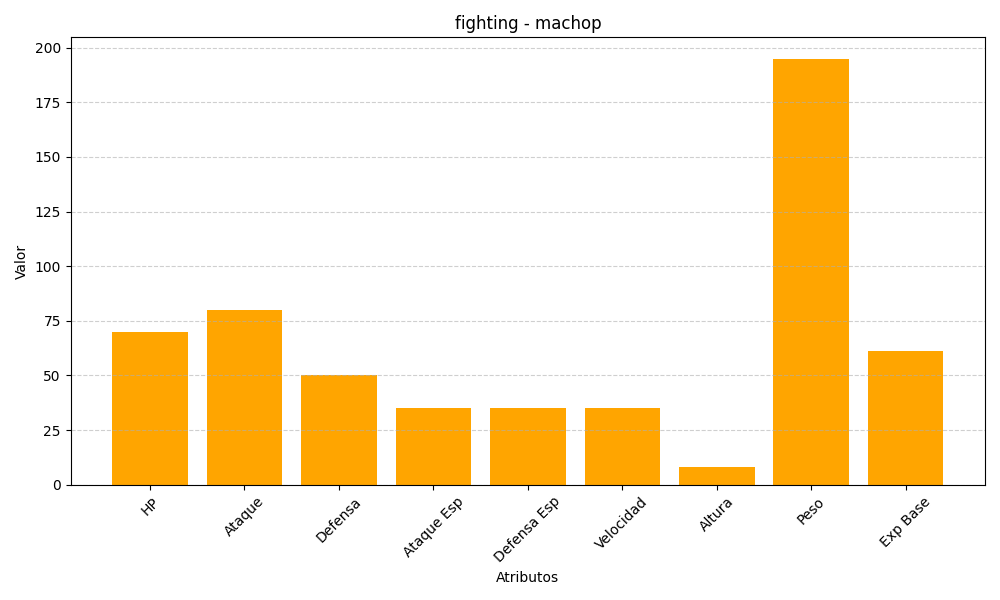 fighting - machop
Valor
200
175
150
125
100
75
50
25
0
HP
Ataque
Defensa
Ataque Esp
Defensa Esp
Velocidad
Altura
Peso
Exp Base
Atributos